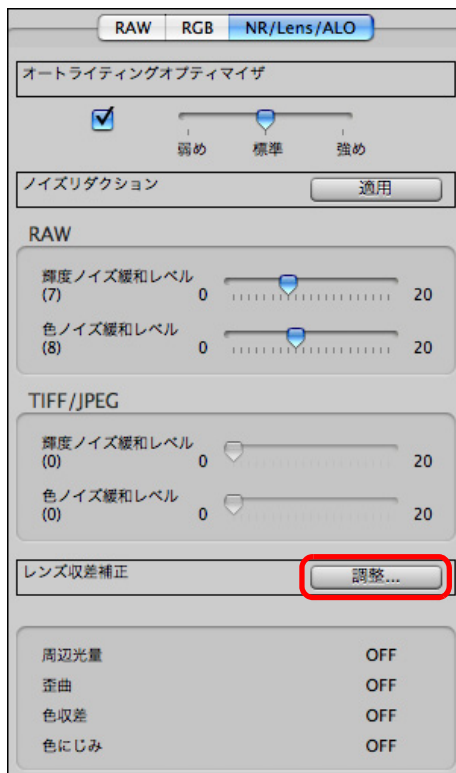 RAW RGB NR/Lens/ALO
オートライティングオプティマイザ
弱め 標準 強め
ノイズリダクション 適用
RAW
輝度ノイズ緩和レベル
(7) 0 20
色ノイズ緩和レベル
(8) 0 20
TIFF/JPEG
輝度ノイズ緩和レベル
(0) 0 20
色ノイズ緩和レベル
(0) 0 20
レンズ収差補正 調整...
周辺光量 OFF
歪曲 OFF
色収差 OFF
色にじみ OFF